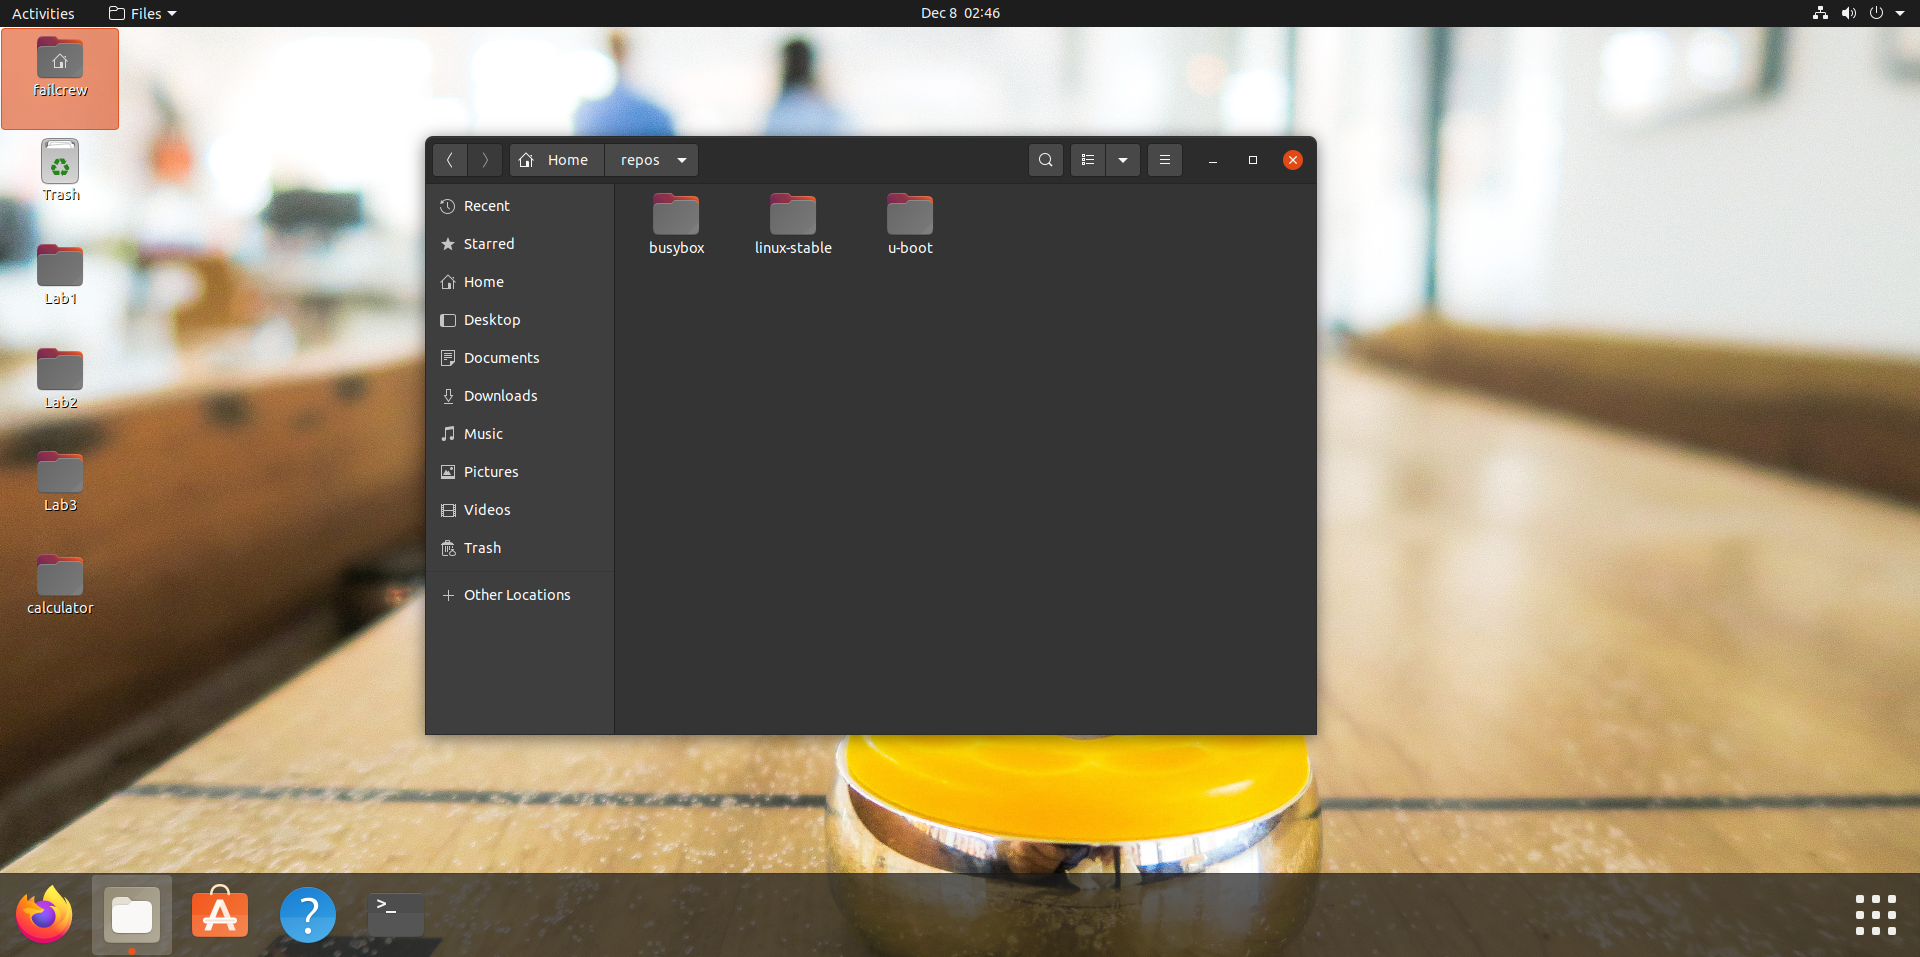 Activities
Files
Dec 8 02:46
failcrew
Trash
Lab1
Lab2
Lab3
calculator
Home
repos
Recent
Starred
Home
Desktop
Documents
Downloads
Music
Pictures
Videos
Trash
Other Locations
busybox
linux-stable
u-boot
A
?
>_